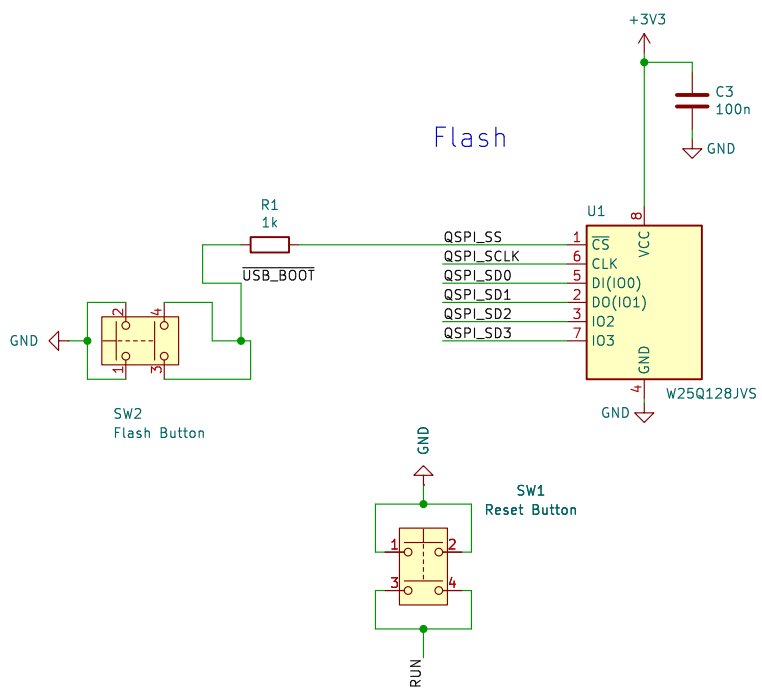 +3V3
C3
100n
GND
Flash
R1
1k
U1
8
VCC
QSPI_SS
1
CS
QSPI_SCLK
6
CLK
USB_BOOT
QSPI_SD0
5
DI(IO0)
QSPI_SD1
2
DO(IO1)
QSPI_SD2
3
IO2
QSPI_SD3
7
IO3
GND
4
W25Q128JVS
GND
2
4
GND
1
3
SW2
Flash Button
GND
SW1
Reset Button
1
2
3
4
RUN